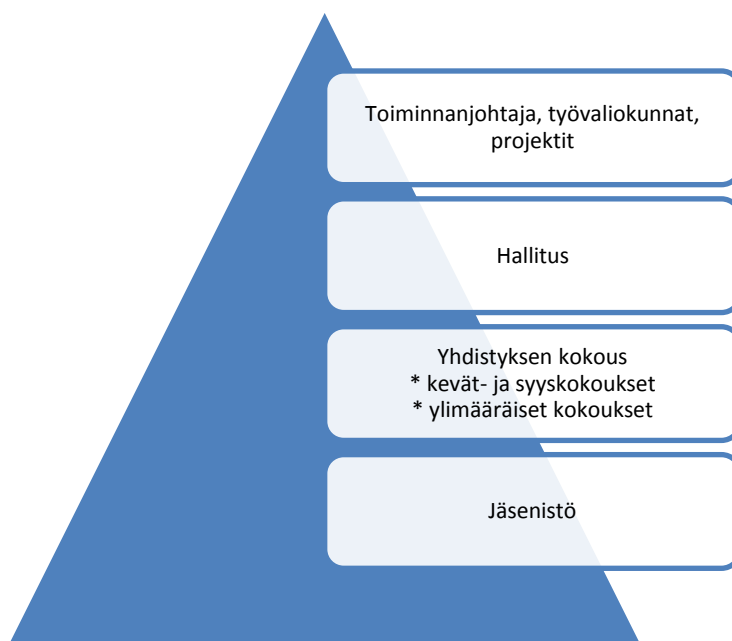 Toiminnanjohtaja, työvaliokunnat,
projektit
Hallitus
Yhdistyksen kokous
* kevät- ja syyskokoukset
* ylimääräiset kokoukset
Jäsenistö